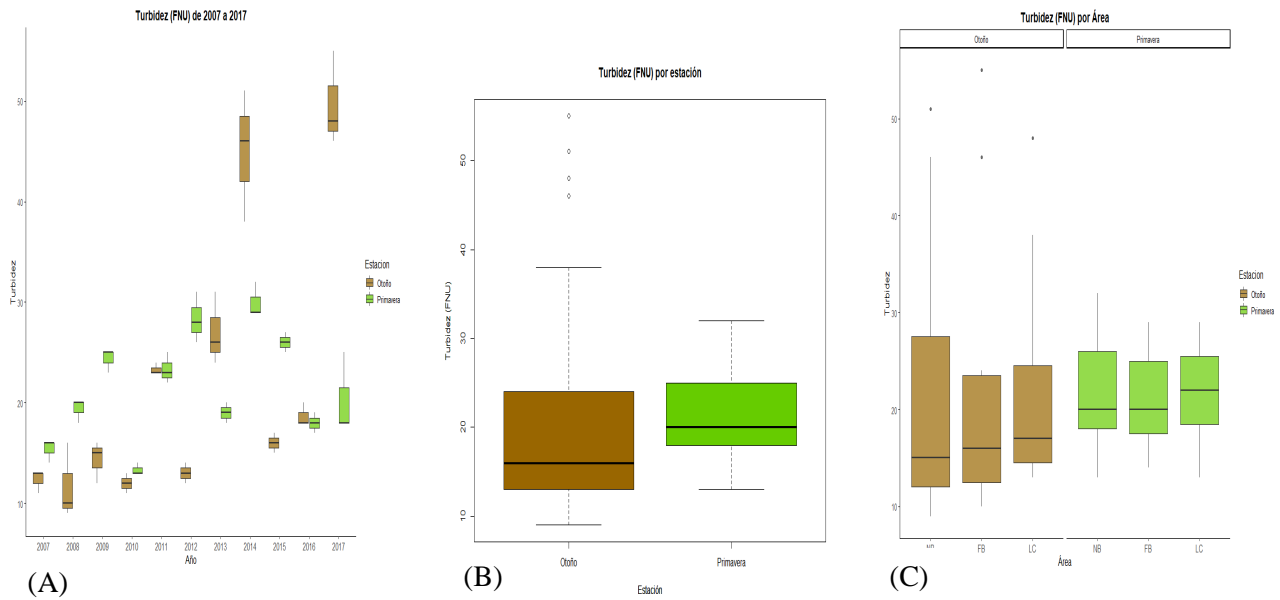 Turbidez (FNU) de 2007 a 2017
Turbidez
50
40
30
20
10
2007 2008 2009 2010 2011 2012 2013 2014 2015 2016 2017
Año
Estacion
Otoño
Primavera
(A)
Turbidez (FNU) por estación
Turbidez (FNU)
50
40
30
20
10
Otoño Primavera
Estación
(B)
Turbidez (FNU) por Área
Otoño Primavera
Turbidez
50
40
30
20
10
FB LC NB FB LC
Área
Estacion
Otoño
Primavera
(C)